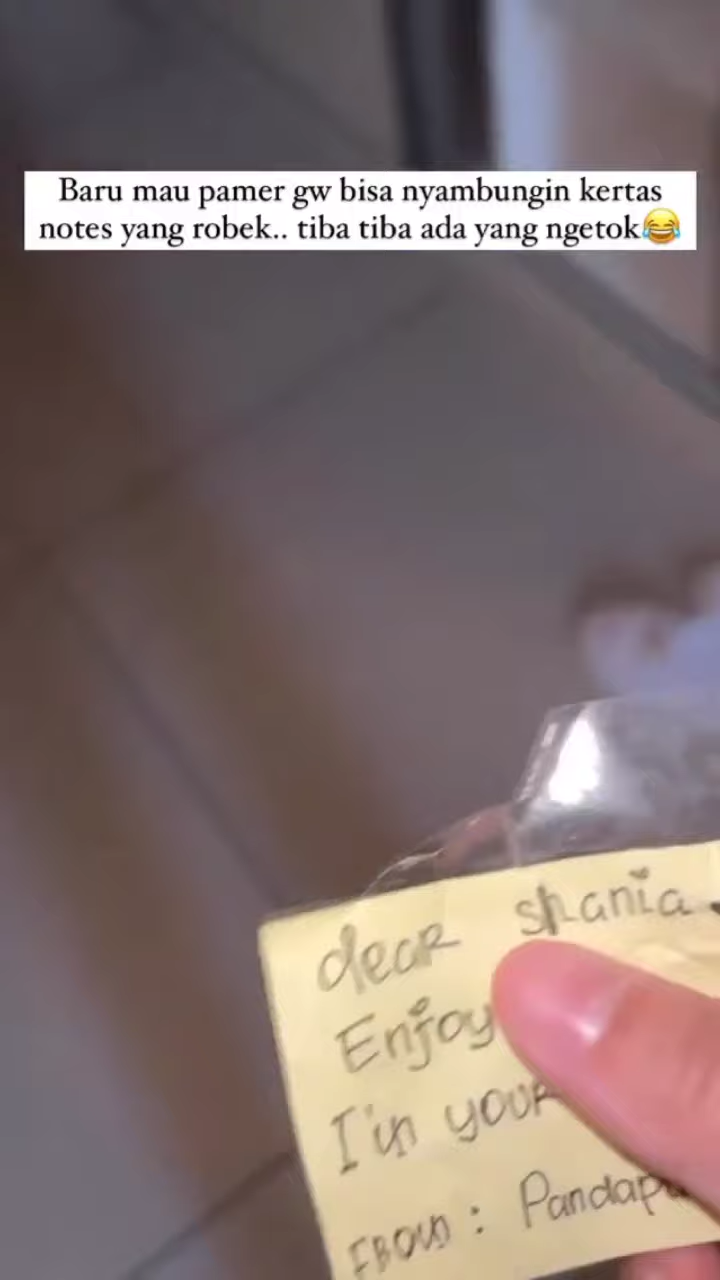 Baru mau pamer gw bisa nyambungin kertas
notes yang robek.. tiba tiba ada yang ngetok😂
dear shania
Enjoy
I'm your
FROM :